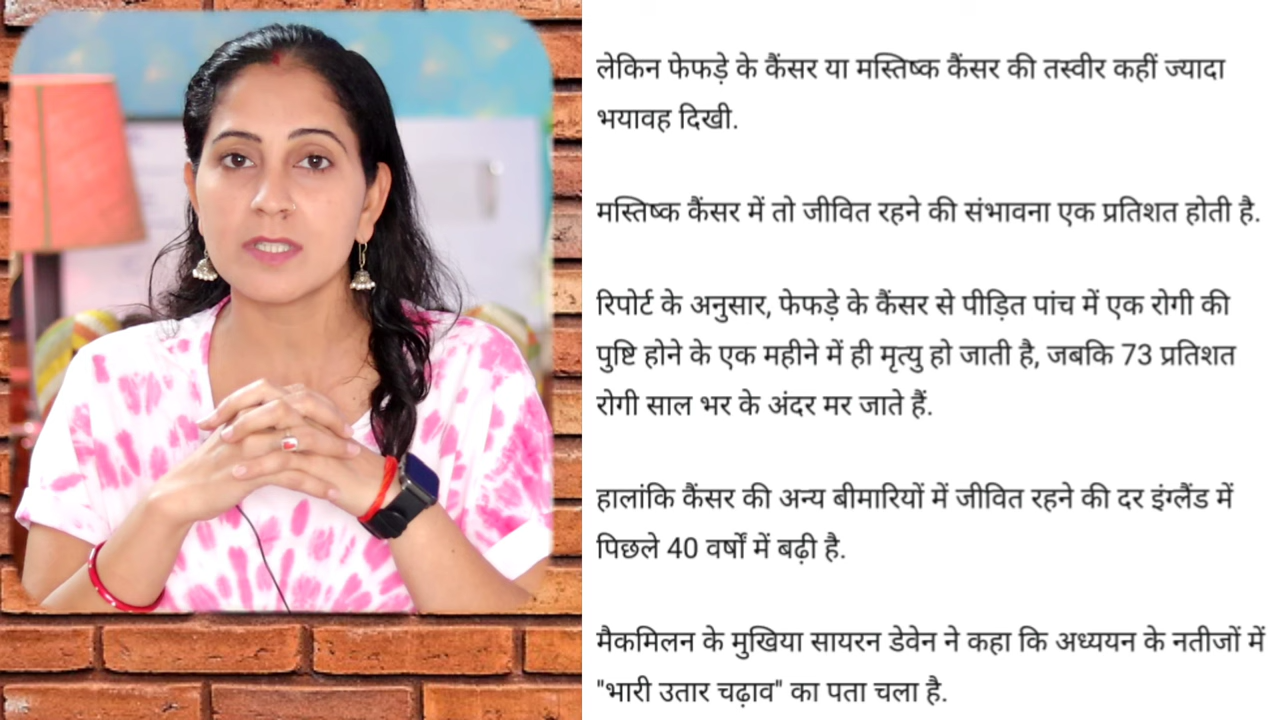 लेकिन फेफड़े के कैंसर या मस्तिष्क कैंसर की तस्वीर कहीं ज्यादा
भयावह दिखी.
मस्तिष्क कैंसर में तो जीवित रहने की संभावना एक प्रतिशत होती है.
रिपोर्ट के अनुसार, फेफड़े के कैंसर से पीड़ित पांच में एक रोगी की
पुष्टि होने के एक महीने में ही मृत्यु हो जाती है, जबकि 73 प्रतिशत
रोगी साल भर के अंदर मर जाते हैं.
हालांकि कैंसर की अन्य बीमारियों में जीवित रहने की दर इंग्लैंड में
पिछले 40 वर्षों में बढ़ी है.
मैकमिलन के मुखिया सायरन डेवेन ने कहा कि अध्ययन के नतीजों में
"भारी उतार चढ़ाव" का पता चला है.